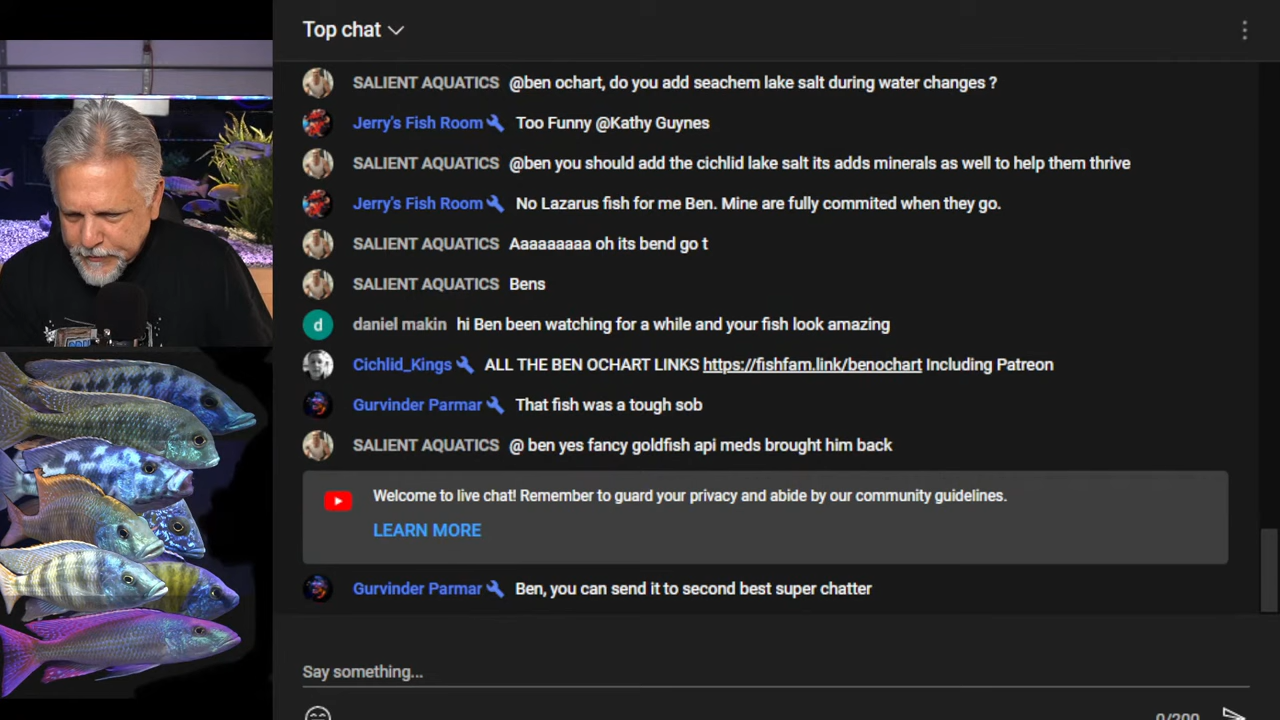 Top chat
SALIENT AQUATICS @ben ochart, do you add seachem lake salt during water changes ?
Jerry's Fish Room Too Funny @Kathy Guynes
SALIENT AQUATICS @ben you should add the cichlid lake salt its adds minerals as well to help them thrive
Jerry's Fish Room No Lazarus fish for me Ben. Mine are fully commited when they go.
SALIENT AQUATICS Aaaaaaaaa oh its bend go t
SALIENT AQUATICS Bens
d daniel makin hi Ben been watching for a while and your fish look amazing
Cichlid_Kings ALL THE BEN OCHART LINKS https://fishfam.link/benochart Including Patreon
Gurvinder Parmar That fish was a tough sob
SALIENT AQUATICS @ ben yes fancy goldfish api meds brought him back
Welcome to live chat! Remember to guard your privacy and abide by our community guidelines.
LEARN MORE
Gurvinder Parmar Ben, you can send it to second best super chatter
Say something...
0/200